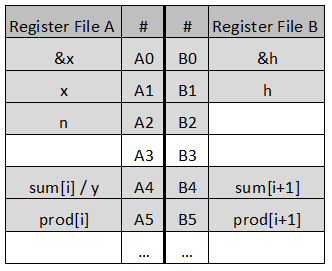 Register File A # # Register File B
&x A0 B0 &h
x A1 B1 h
n A2 B2
A3 B3
sum[i] / y A4 B4 sum[i+1]
prod[i] A5 B5 prod[i+1]
... ...